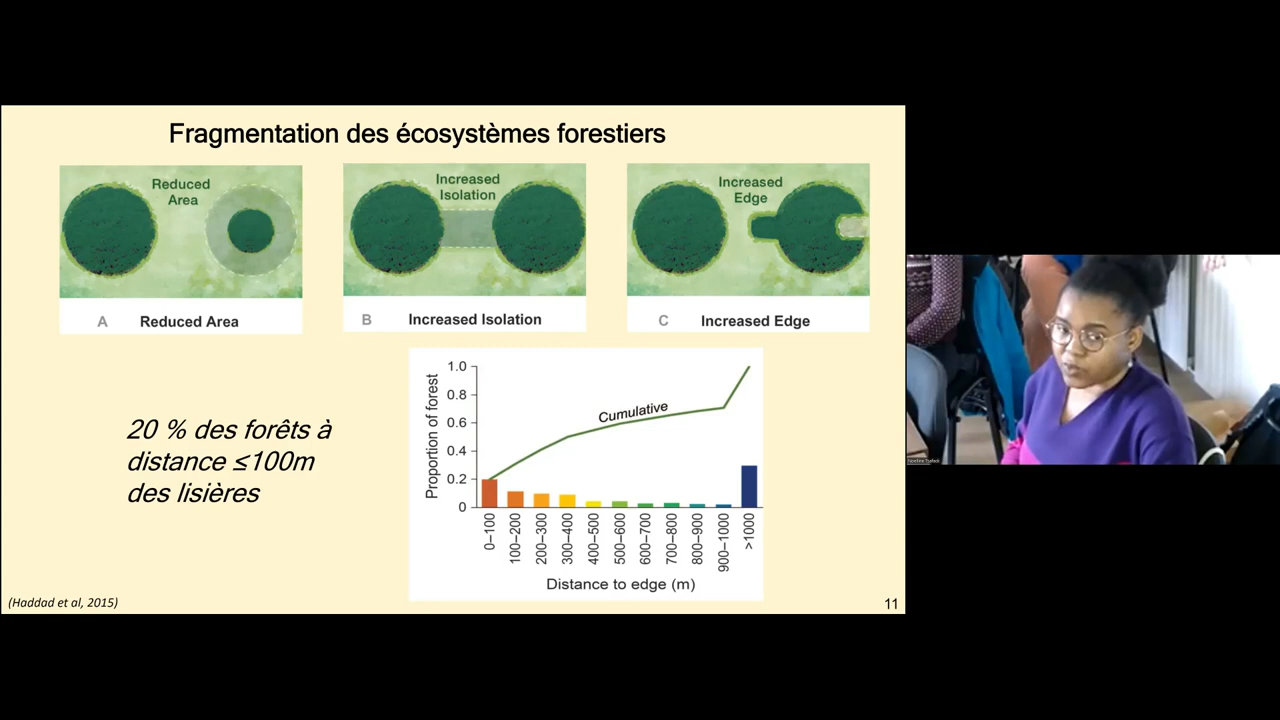 Fragmentation des écosystèmes forestiers
Reduced
Area
A Reduced Area
Increased
Isolation
B Increased Isolation
Increased
Edge
C Increased Edge
20 % des forêts à
distance ≤100m
des lisières
Proportion of forest
1.0
0.8
0.6
0.4
0.2
0
Cumulative
0–100
100–200
200–300
300–400
400–500
500–600
600–700
700–800
800–900
900–1000
>1000
Distance to edge (m)
(Haddad et al, 2015)
11